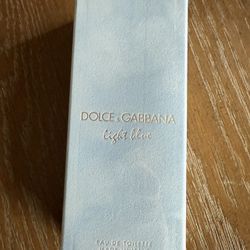 DOLCE & GABBANA
light blue
EAU DE TOILETTE